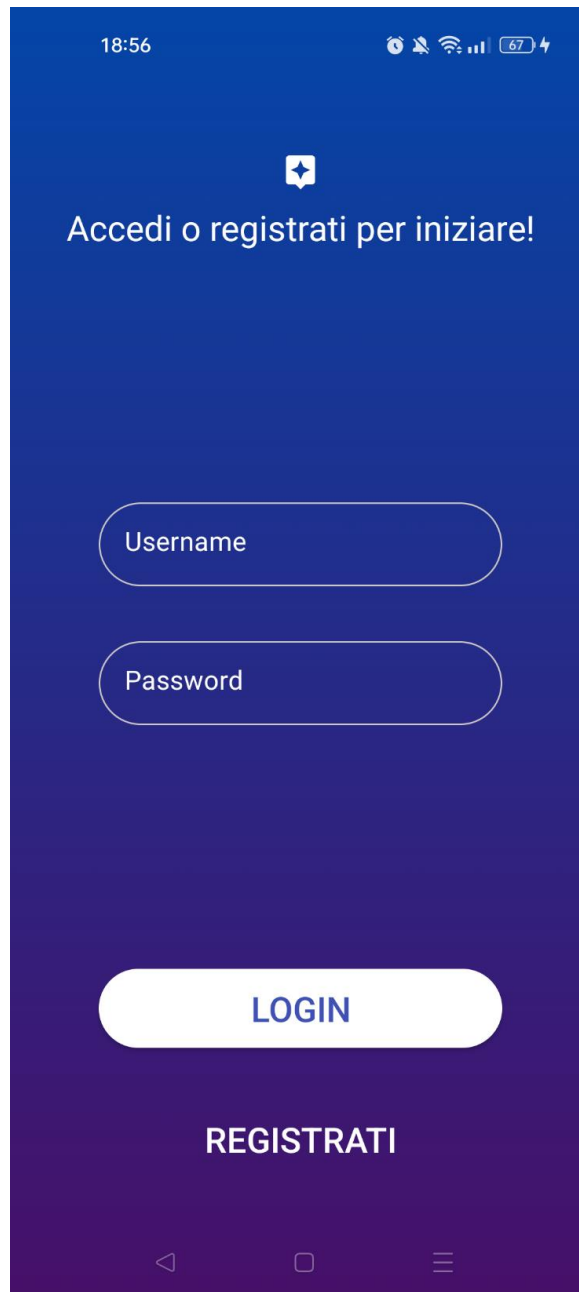 18:56
67
Accedi o registrati per iniziare!
Username
Password
LOGIN
REGISTRATI